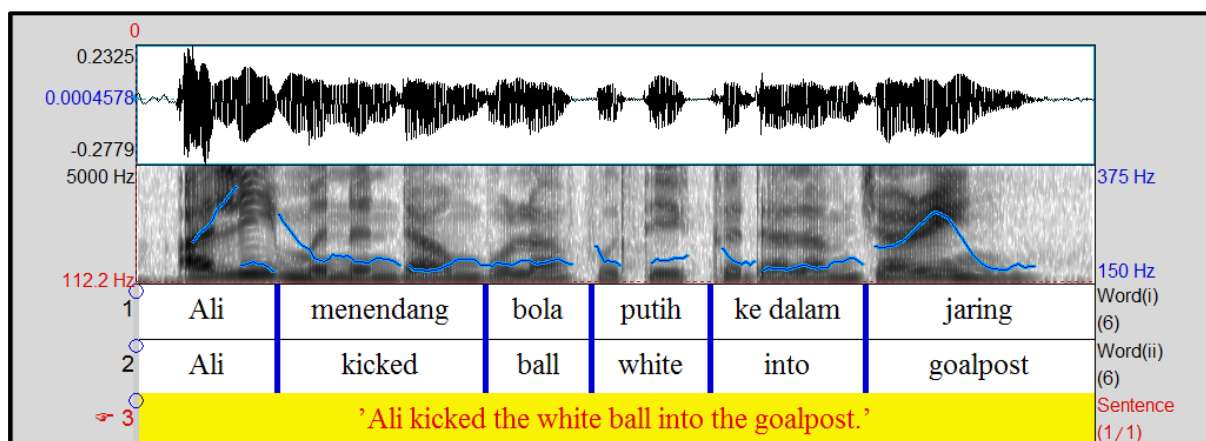 0
0.2325
0.0004578
-0.2779
5000 Hz 375 Hz
112.2 Hz 150 Hz
1 Ali menendang bola putih ke dalam jaring Word(i)
(6)
2 Ali kicked ball white into goalpost Word(ii)
(6)
☞ 3 ’Ali kicked the white ball into the goalpost.’ Sentence
(1/1)